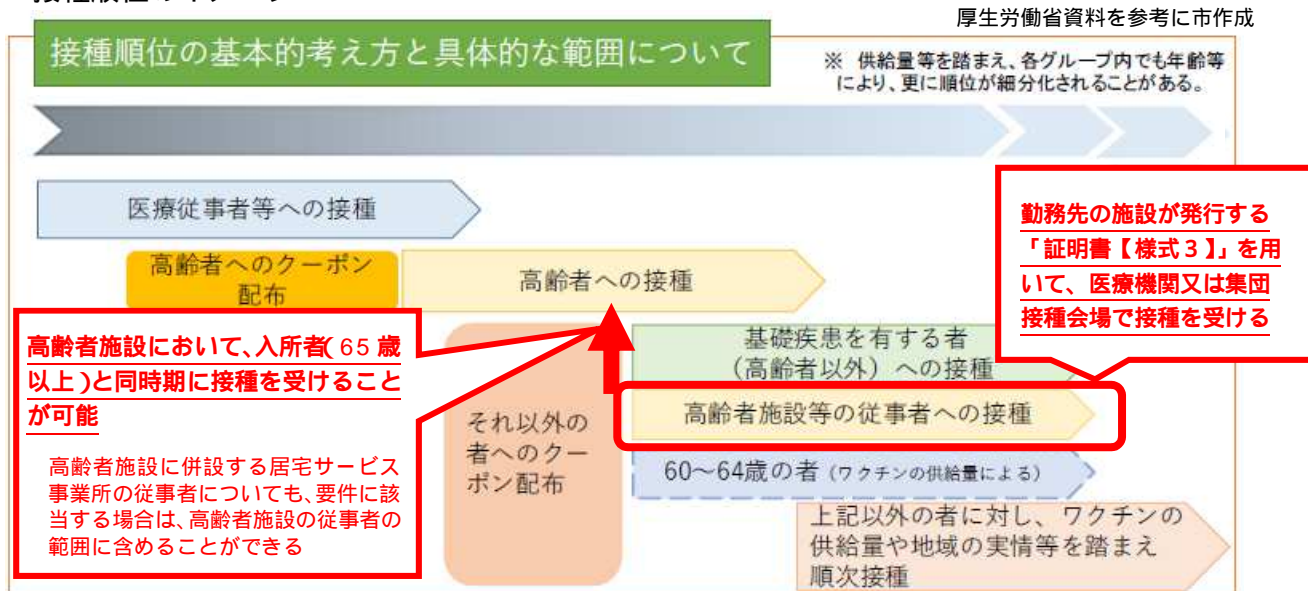 厚生労働省資料を参考に市作成
接種順位の基本的考え方と具体的な範囲について
※ 供給量等を踏まえ、各グループ内でも年齢等
により、更に順位が細分化されることがある。
医療従事者等への接種
高齢者へのクーポン
配布
高齢者への接種
勤務先の施設が発行する
「証明書【様式３】」を用
いて、医療機関又は集団
接種会場で接種を受ける
高齢者施設において、入所者(65歳
以上)と同時期に接種を受けること
が可能
高齢者施設に併設する居宅サービス
事業所の従事者についても、要件に該
当する場合は、高齢者施設の従事者の
範囲に含めることができる
それ以外の
者へのクー
ポン配布
基礎疾患を有する者
（高齢者以外）への接種
高齢者施設等の従事者への接種
60～64歳の者（ワクチンの供給量による）
上記以外の者に対し、ワクチンの
供給量や地域の実情等を踏まえ
順次接種